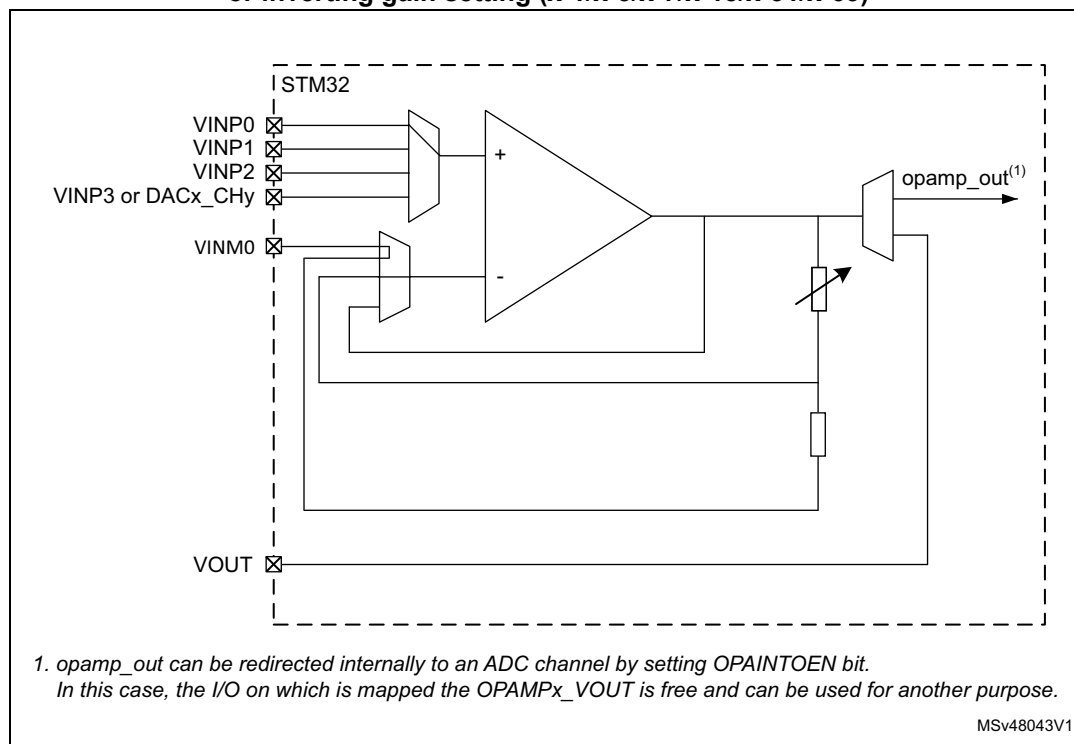 STM32
VINP0
VINP1
VINP2
VINP3 or DACx_CHy
VINM0
+
-
opamp_out(1)
VOUT
1. opamp_out can be redirected internally to an ADC channel by setting OPAINTOEN bit.
In this case, the I/O on which is mapped the OPAMPx_VOUT is free and can be used for another purpose.
MSv48043V1